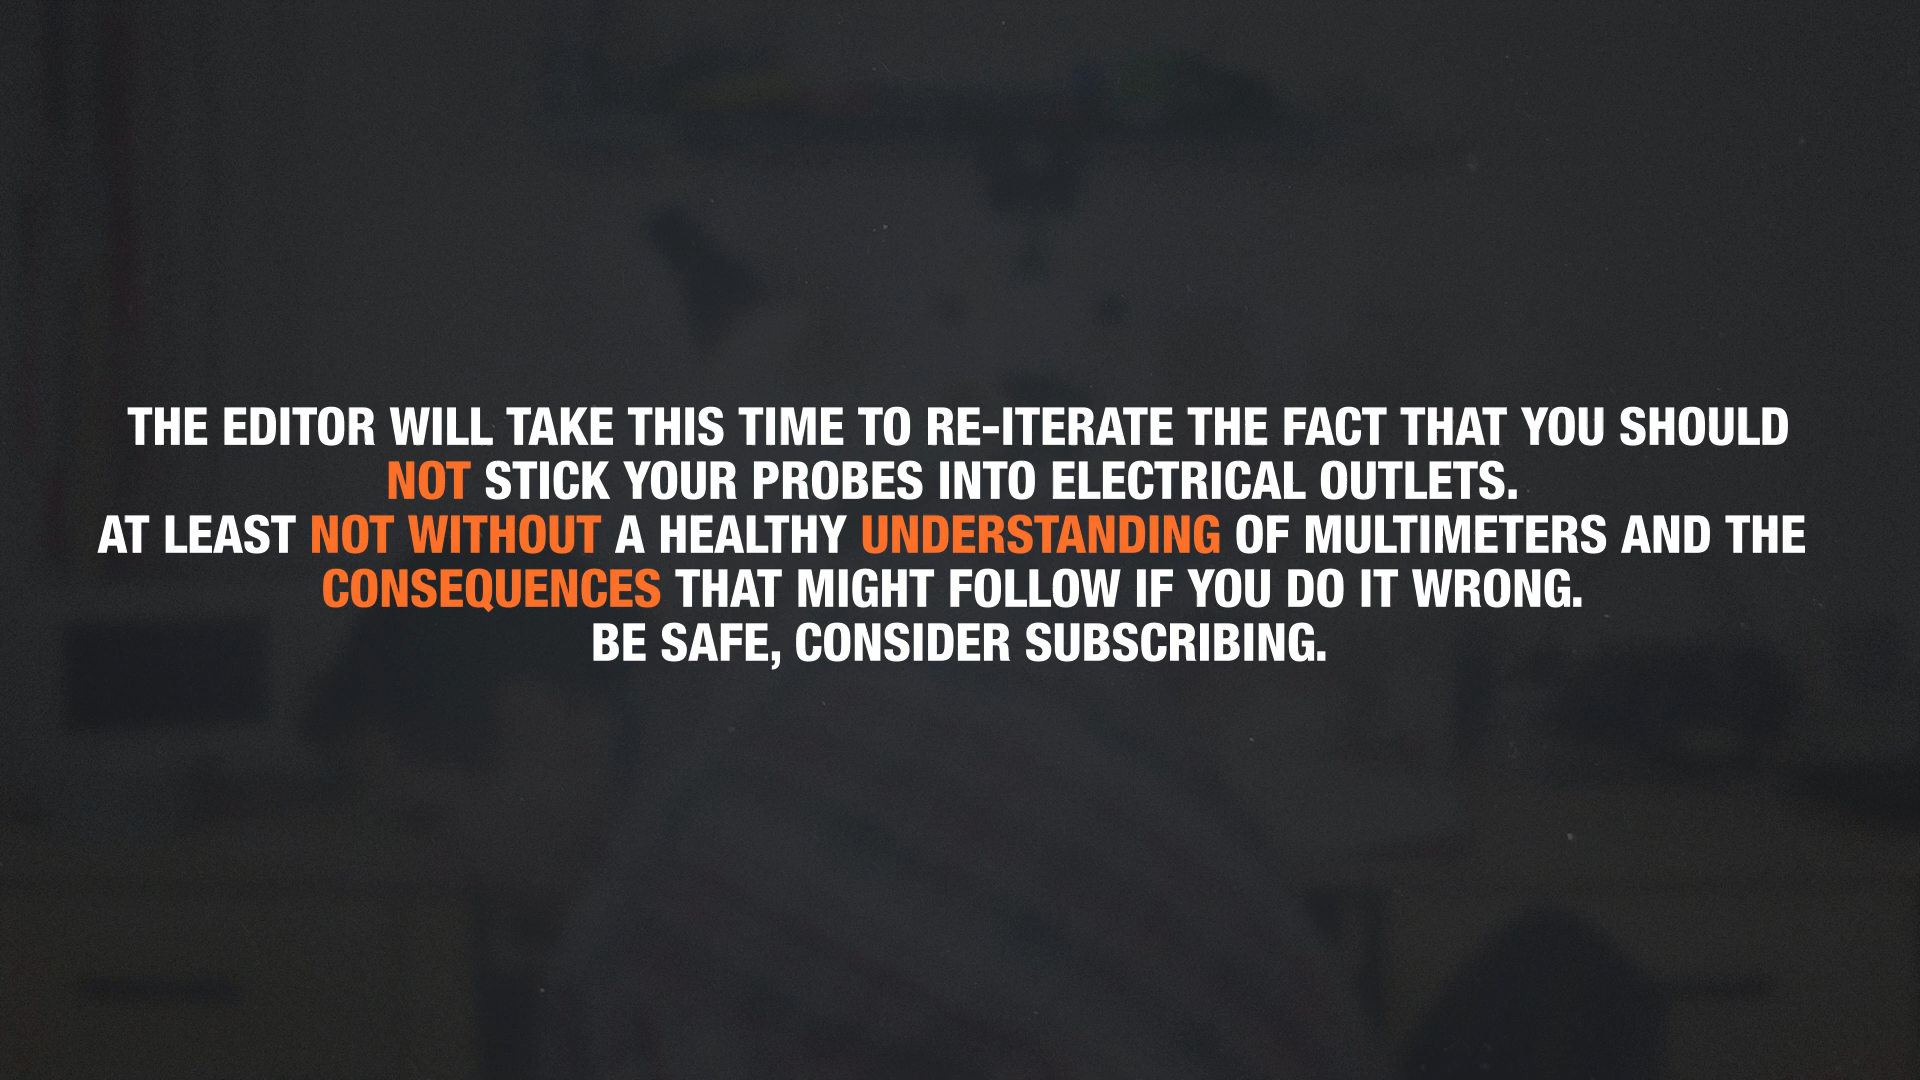 THE EDITOR WILL TAKE THIS TIME TO RE-ITERATE THE FACT THAT YOU SHOULD
NOT STICK YOUR PROBES INTO ELECTRICAL OUTLETS.
AT LEAST NOT WITHOUT A HEALTHY UNDERSTANDING OF MULTIMETERS AND THE
CONSEQUENCES THAT MIGHT FOLLOW IF YOU DO IT WRONG.
BE SAFE, CONSIDER SUBSCRIBING.